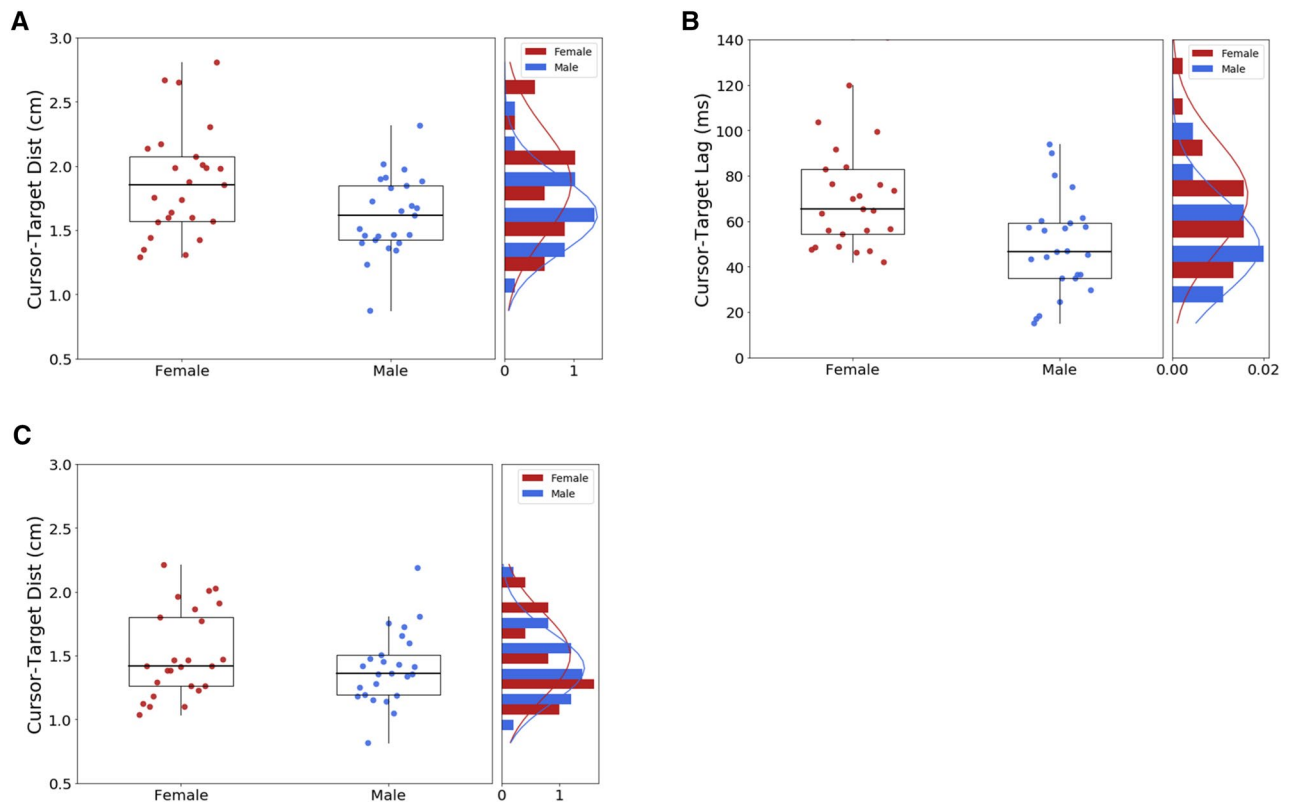 A
Cursor-Target Dist (cm)
3.0
2.5
2.0
1.5
1.0
0.5
Female
Male
Female
Male
0
1
B
Cursor-Target Lag (ms)
140
120
100
80
60
40
20
0
Female
Male
Female
Male
0.00
0.02
C
Cursor-Target Dist (cm)
3.0
2.5
2.0
1.5
1.0
0.5
Female
Male
Female
Male
0
1